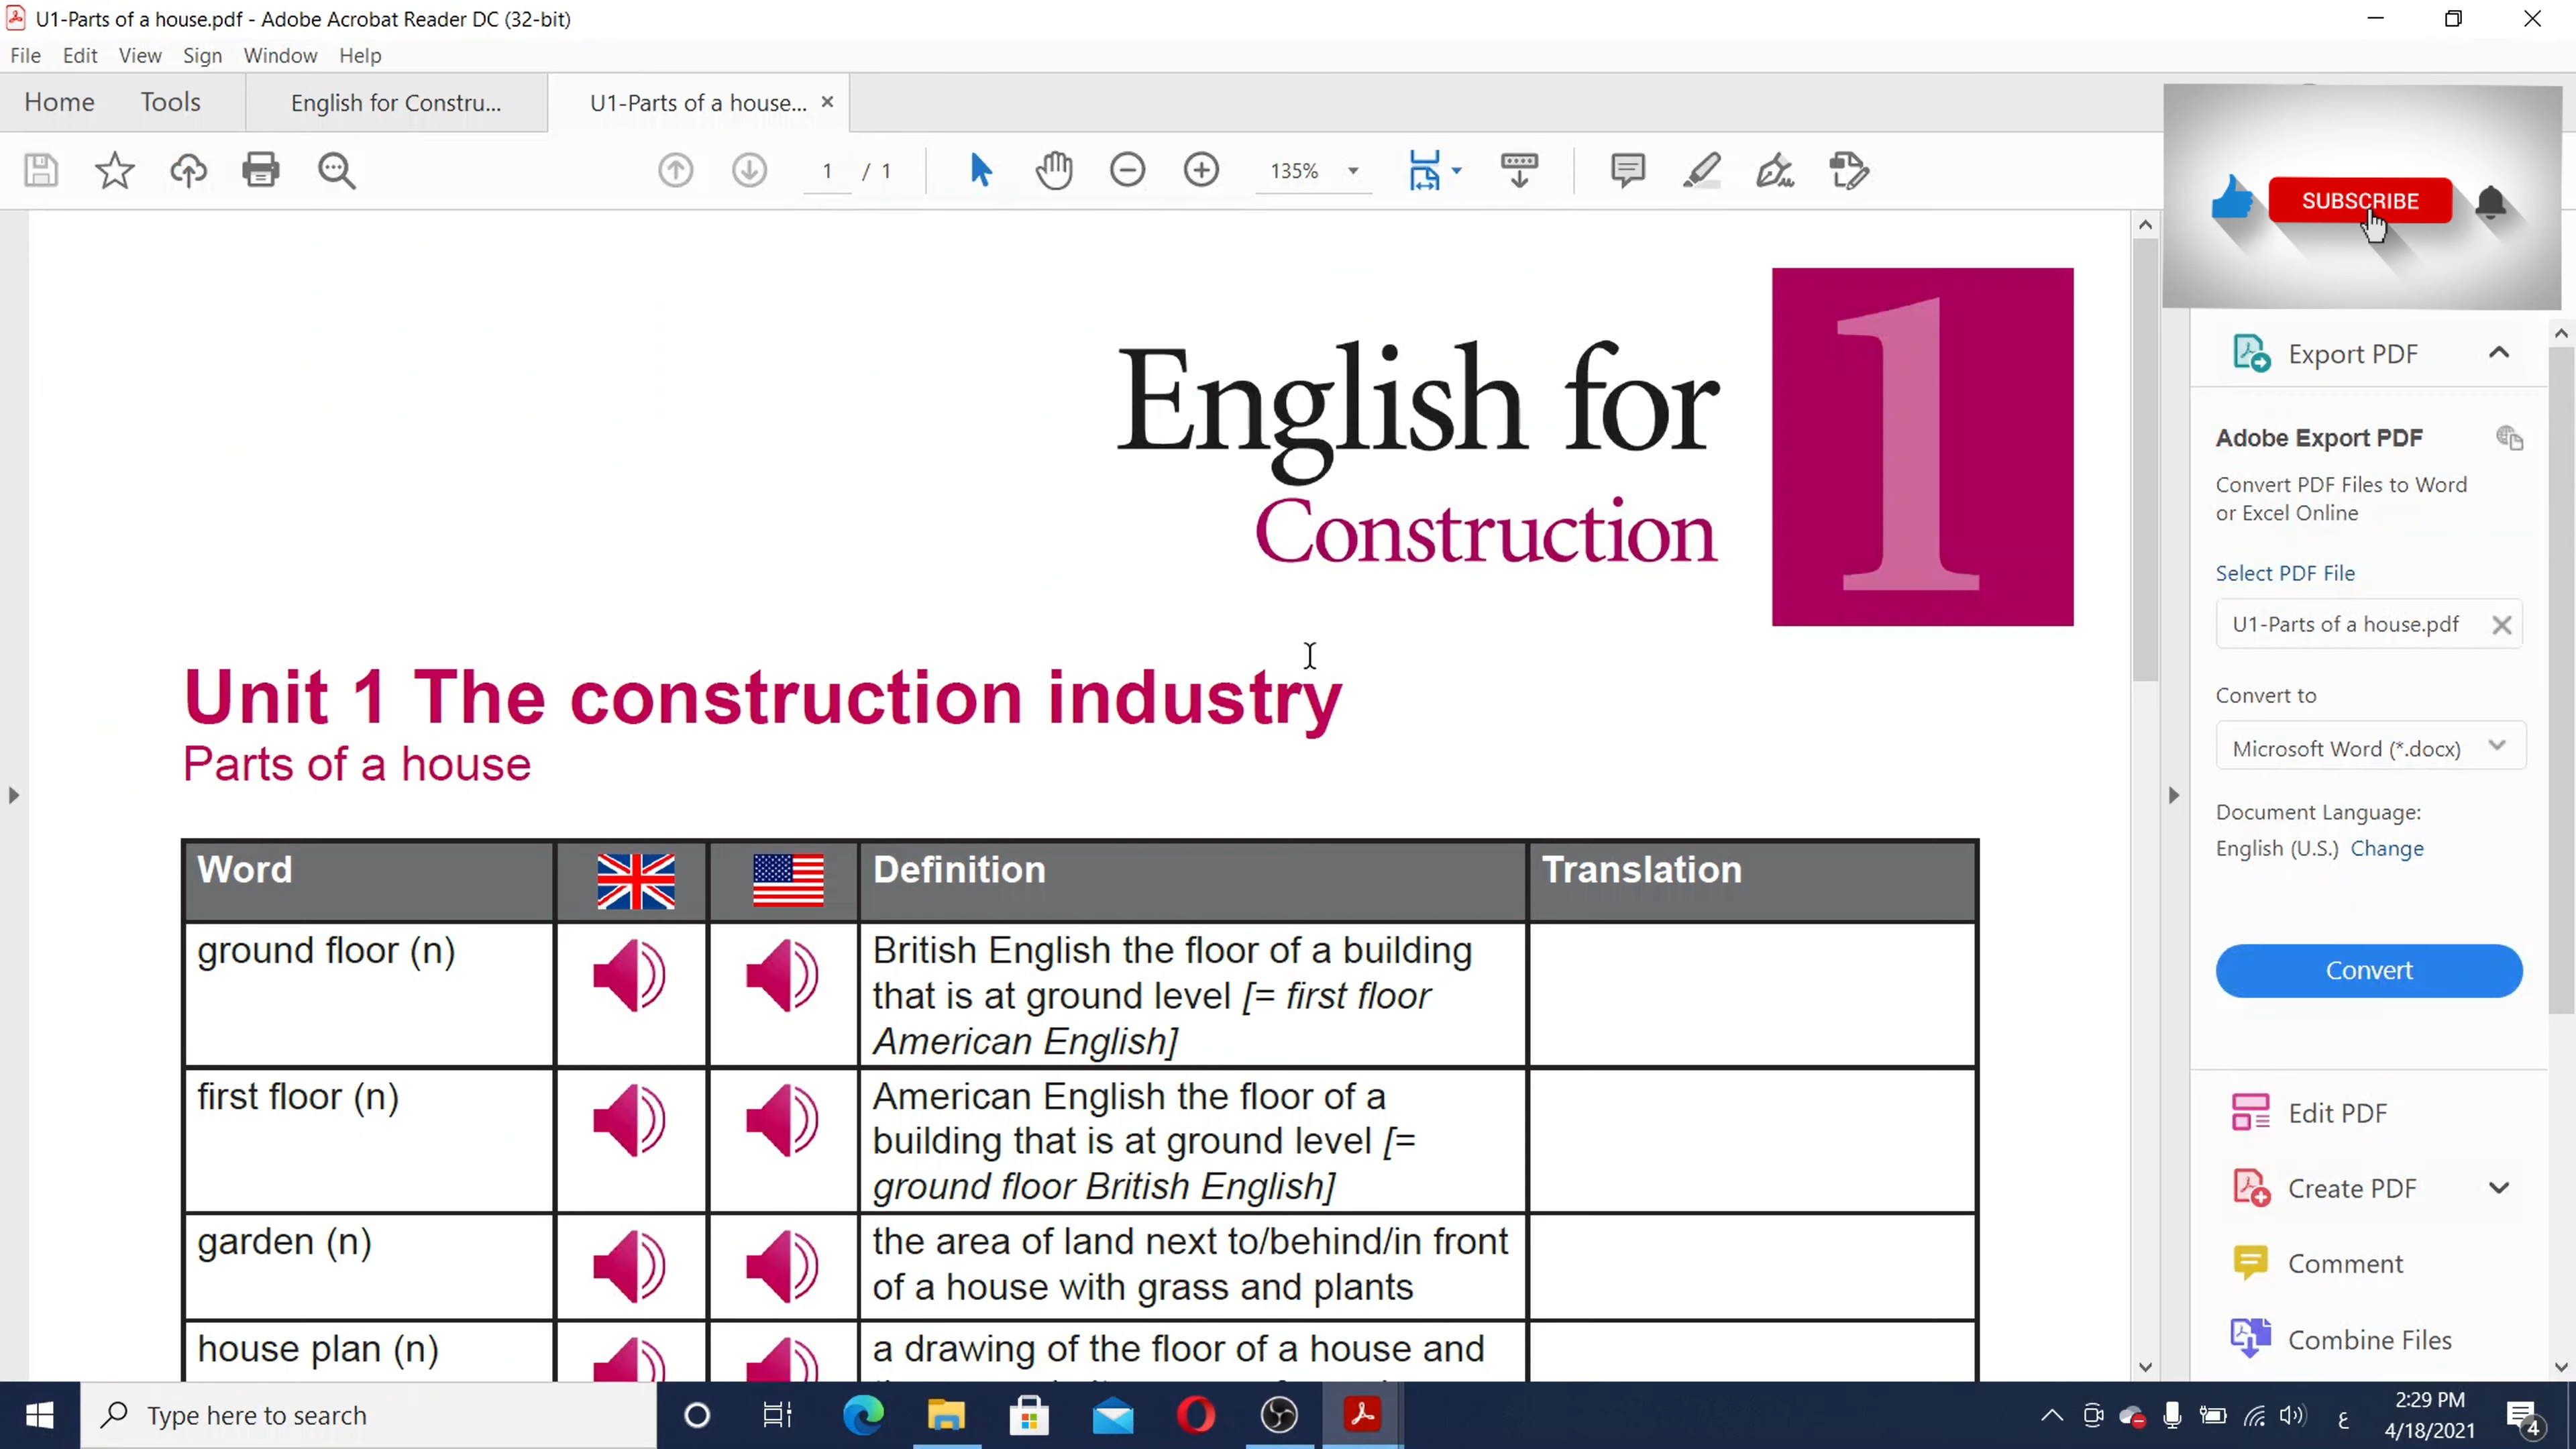 U1-Parts of a house.pdf - Adobe Acrobat Reader DC (32-bit)
File Edit View Sign Window Help
Home Tools English for Constru... U1-Parts of a house...
1 / 1 135%
SUBSCRIBE
English for
Construction
1
Unit 1 The construction industry
Parts of a house
Word Definition Translation
ground floor (n) British English the floor of a building
that is at ground level [= first floor
American English]
first floor (n) American English the floor of a
building that is at ground level [=
ground floor British English]
garden (n) the area of land next to/behind/in front
of a house with grass and plants
house plan (n) a drawing of the floor of a house and
Export PDF
Adobe Export PDF
Convert PDF Files to Word
or Excel Online
Select PDF File
U1-Parts of a house.pdf
Convert to
Microsoft Word (*.docx)
Document Language:
English (U.S.) Change
Convert
Edit PDF
Create PDF
Comment
Combine Files
Type here to search
ع
2:29 PM
4/18/2021
4